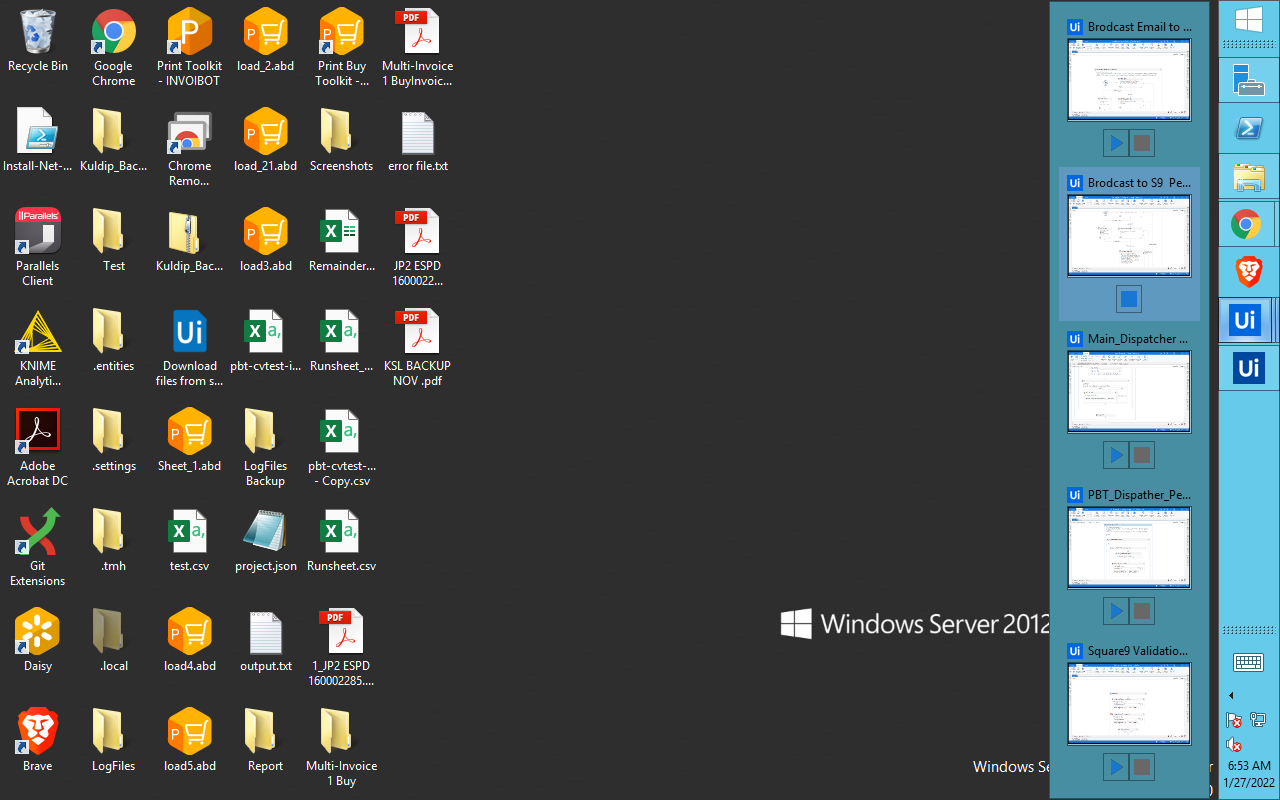 Recycle Bin
Google
Chrome
Print Toolkit
- INVOIBOT
load_2.abd
Print Buy
Toolkit -...
PDF
Multi-Invoice
1 BuyInvoic...
Install-Net-...
Kuldip_Bac...
Chrome
Remo...
load_21.abd
Screenshots
error file.txt
Parallels
Parallels
Client
Test
Kuldip_Bac...
load3.abd
Remainder...
PDF
JP2 ESPD
1600022...
KNIME
Analyti...
.entities
Ui
Download
files from s...
pbt-cvtest-i...
Runsheet_...
PDF
KSL BACKUP
NOV .pdf
Adobe
Acrobat DC
.settings
Sheet_1.abd
LogFiles
Backup
pbt-cvtest-...
- Copy.csv
Git
Extensions
.tmh
test.csv
project.json
Runsheet.csv
Daisy
.local
load4.abd
output.txt
PDF
1_JP2 ESPD
160002285....
Brave
LogFiles
load5.abd
Report
Multi-Invoice
1 Buy
Windows Server 2012
Windows Se
Ui Brodcast Email to ...
Ui Brodcast to S9 Pe...
Ui Main_Dispatcher ...
Ui PBT_Dispather_Pe...
Ui Square9 Validatio...
Ui
Ui
6:53 AM
1/27/2022